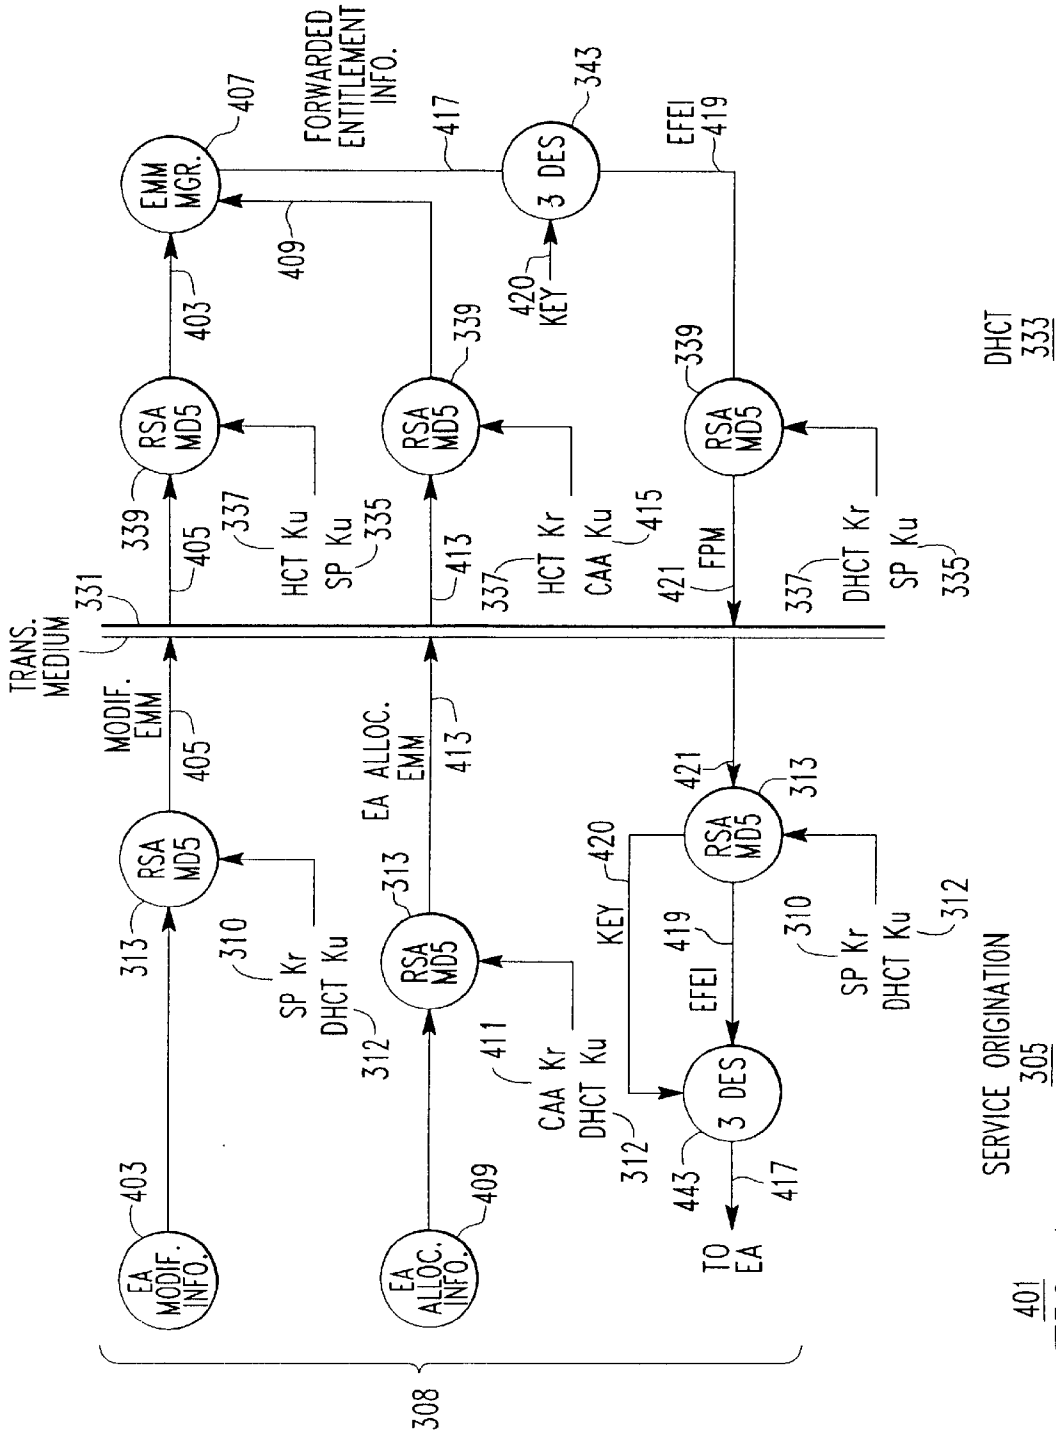 TRANS.
MEDIUM
331
308
EA
MODIF.
INFO.
403
313
RSA
MD5
310
SP Kr
DHCT Ku
312
MODIF.
EMM
405
405
339
RSA
MD5
337
HCT Ku
SP Ku
335
403
EMM
MGR.
407
409
FORWARDED
ENTITLEMENT
INFO.
417
EA
ALLOC.
INFO.
409
RSA
MD5
313
411
CAA Kr
DHCT Ku
312
EA ALLOC.
EMM
413
413
RSA
MD5
339
337
HCT Kr
CAA Ku
415
420
KEY
3 DES
343
EFEI
419
TO
EA
417
3 DES
443
KEY
420
EFEI
419
RSA
MD5
313
310
SP Kr
DHCT Ku
312
421
421
FPM
RSA
MD5
339
337
DHCT Kr
SP Ku
335
SERVICE ORIGINATION
305
DHCT
333
401